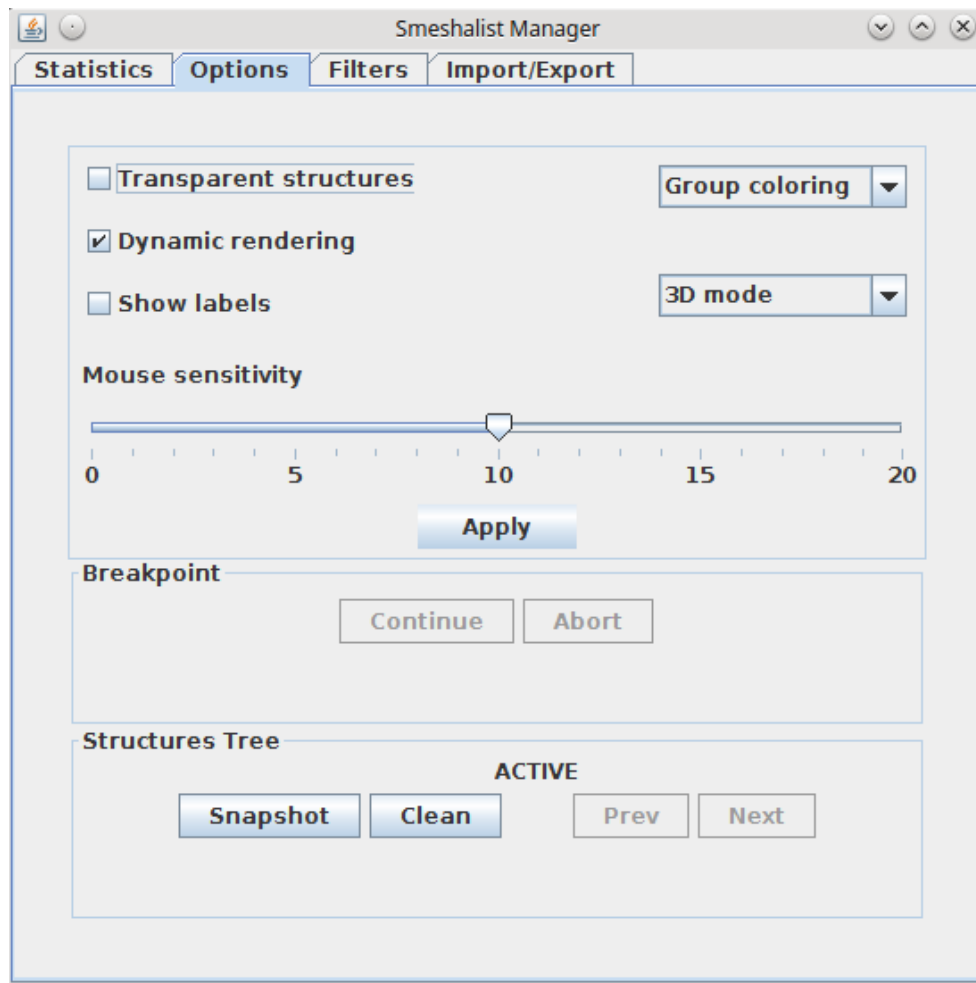 Smeshalist Manager
Statistics Options Filters Import/Export
Transparent structures
Group coloring
Dynamic rendering
Show labels
3D mode
Mouse sensitivity
0 5 10 15 20
Apply
Breakpoint
Continue Abort
Structures Tree
ACTIVE
Snapshot Clean Prev Next